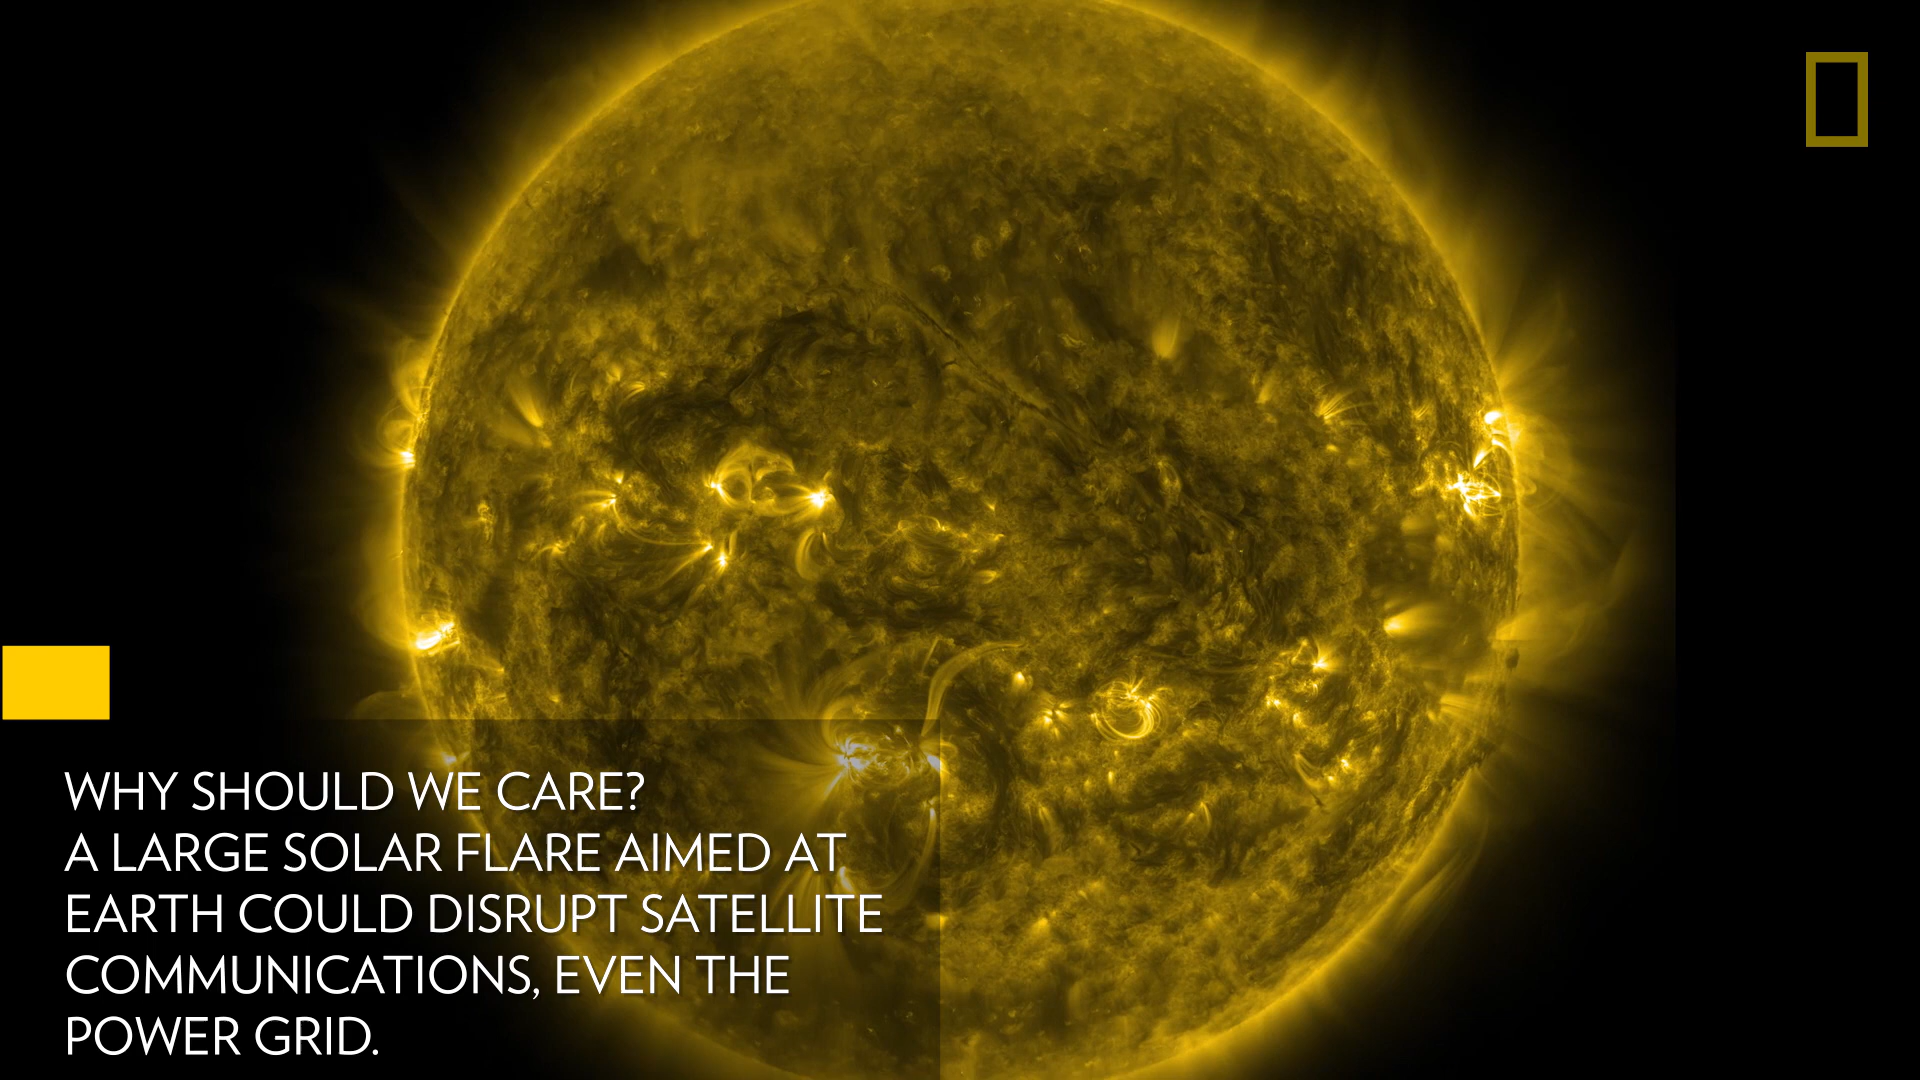 WHY SHOULD WE CARE?
A LARGE SOLAR FLARE AIMED AT
EARTH COULD DISRUPT SATELLITE
COMMUNICATIONS, EVEN THE
POWER GRID.